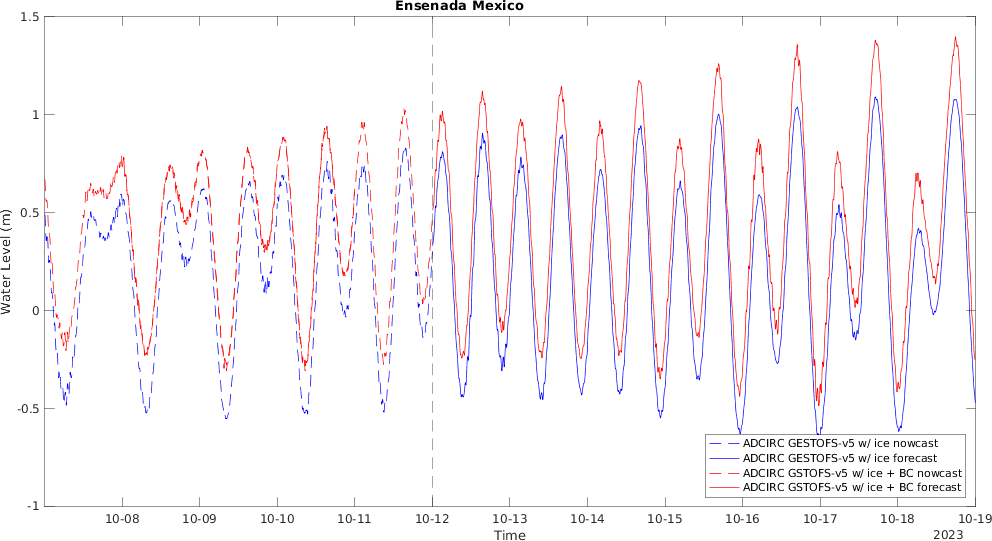 Ensenada Mexico
1.5
1
0.5
0
-0.5
-1
Water Level (m)
10-08 10-09 10-10 10-11 10-12 10-13 10-14 10-15 10-16 10-17 10-18 10-19
Time
2023
ADCIRC GESTOFS-v5 w/ ice nowcast
ADCIRC GESTOFS-v5 w/ ice forecast
ADCIRC GSTOFS-v5 w/ ice + BC nowcast
ADCIRC GSTOFS-v5 w/ ice + BC forecast